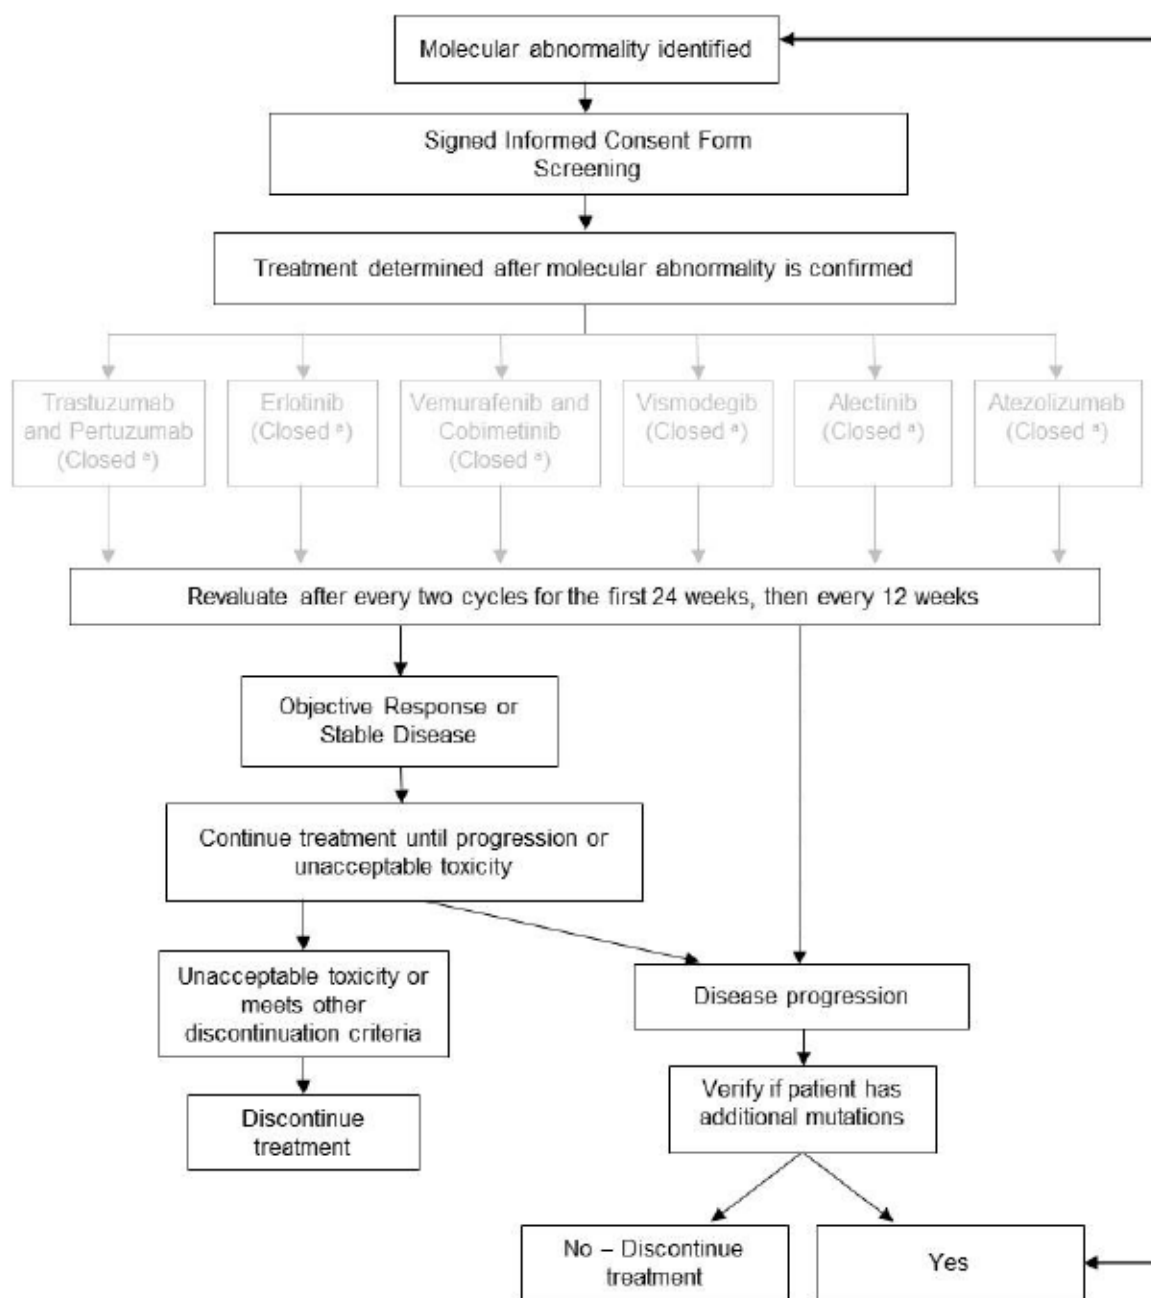 Molecular abnormality identified
Signed Informed Consent Form
Screening
Treatment determined after molecular abnormality is confirmed
Trastuzumab
and Pertuzumab
(Closed ᵃ)
Erlotinib
(Closed ᵃ)
Vemurafenib and
Cobimetinib
(Closed ᵃ)
Vismodegib
(Closed ᵃ)
Alectinib
(Closed ᵃ)
Atezolizumab
(Closed ᵃ)
Revaluate after every two cycles for the first 24 weeks, then every 12 weeks
Objective Response or
Stable Disease
Continue treatment until progression or
unacceptable toxicity
Unacceptable toxicity or
meets other
discontinuation criteria
Disease progression
Discontinue
treatment
Verify if patient has
additional mutations
No – Discontinue
treatment
Yes